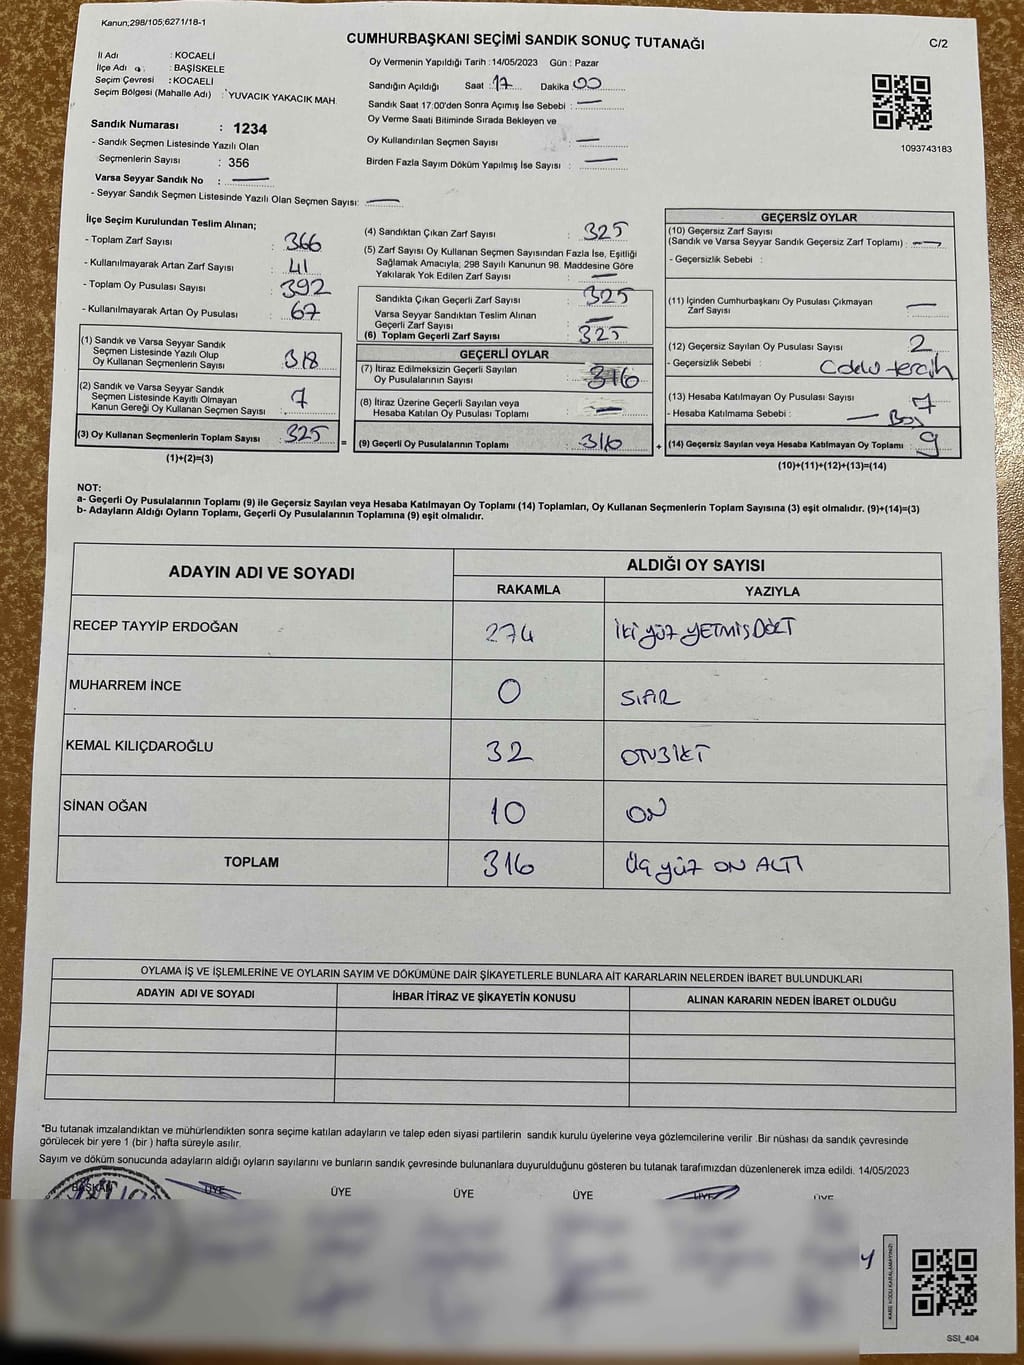 Kanun;298/105;6271/18-1
CUMHURBAŞKANI SEÇİMİ SANDIK SONUÇ TUTANAĞI
C/2
İl Adı : KOCAELİ
İlçe Adı : BAŞİSKELE
Seçim Çevresi : KOCAELİ
Seçim Bölgesi (Mahalle Adı) : YUVACIK YAKACIK MAH.
Sandık Numarası : 1234
- Sandık Seçmen Listesinde Yazılı Olan
Seçmenlerin Sayısı : 356
Varsa Seyyar Sandık No : —
- Seyyar Sandık Seçmen Listesinde Yazılı Olan Seçmen Sayısı: —
Oy Vermenin Yapıldığı Tarih : 14/05/2023 Gün : Pazar
Sandığın Açıldığı Saat : 17 Dakika 00
Sandık Saat 17:00'den Sonra Açımış İse Sebebi : —
Oy Verme Saati Bitiminde Sırada Bekleyen ve
Oy Kullandırılan Seçmen Sayısı : —
Birden Fazla Sayım Döküm Yapılmış İse Sayısı : —
1093743183
İlçe Seçim Kurulundan Teslim Alınan;
- Toplam Zarf Sayısı : 366
- Kullanılmayarak Artan Zarf Sayısı : 41
- Toplam Oy Pusulası Sayısı : 392
- Kullanılmayarak Artan Oy Pusulası : 67
(1) Sandık ve Varsa Seyyar Sandık
Seçmen Listesinde Yazılı Olup
Oy Kullanan Seçmenlerin Sayısı : 318
(2) Sandık ve Varsa Seyyar Sandık
Seçmen Listesinde Kayıtlı Olmayan
Kanun Gereği Oy Kullanan Seçmen Sayısı : 7
(3) Oy Kullanan Seçmenlerin Toplam Sayısı : 325 =
(1)+(2)=(3)
(4) Sandıktan Çıkan Zarf Sayısı : 325
(5) Zarf Sayısı Oy Kullanan Seçmen Sayısından Fazla İse, Eşitliği
Sağlamak Amacıyla; 298 Sayılı Kanunun 98. Maddesine Göre
Yakılarak Yok Edilen Zarf Sayısı : —
Sandıkta Çıkan Geçerli Zarf Sayısı : 325
Varsa Seyyar Sandıktan Teslim Alınan
Geçerli Zarf Sayısı : —
(6) Toplam Geçerli Zarf Sayısı : 325
GEÇERLİ OYLAR
(7) İtiraz Edilmeksizin Geçerli Sayılan
Oy Pusulalarının Sayısı : 316
(8) İtiraz Üzerine Geçerli Sayılan veya
Hesaba Katılan Oy Pusulası Toplamı : —
(9) Geçerli Oy Pusulalarının Toplamı : 316 +
GEÇERSİZ OYLAR
(10) Geçersiz Zarf Sayısı
(Sandık ve Varsa Seyyar Sandık Geçersiz Zarf Toplamı) : —
- Geçersizlik Sebebi :
(11) İçinden Cumhurbaşkanı Oy Pusulası Çıkmayan
Zarf Sayısı : —
(12) Geçersiz Sayılan Oy Pusulası Sayısı : 2
- Geçersizlik Sebebi : Çoklu tercih
(13) Hesaba Katılmayan Oy Pusulası Sayısı : 7
- Hesaba Katılmama Sebebi : — Boş
(14) Geçersiz Sayılan veya Hesaba Katılmayan Oy Toplamı : 9
(10)+(11)+(12)+(13)=(14)
NOT:
a- Geçerli Oy Pusulalarının Toplamı (9) ile Geçersiz Sayılan veya Hesaba Katılmayan Oy Toplamı (14) Toplamları, Oy Kullanan Seçmenlerin Toplam Sayısına (3) eşit olmalıdır. (9)+(14)=(3)
b- Adayların Aldığı Oyların Toplamı, Geçerli Oy Pusulalarının Toplamına (9) eşit olmalıdır.
ADAYIN ADI VE SOYADI
ALDIĞI OY SAYISI
RAKAMLA YAZIYLA
RECEP TAYYİP ERDOĞAN 274 İki yüz YETMİŞ DÖRT
MUHARREM İNCE 0 SIFIR
KEMAL KILIÇDAROĞLU 32
SİNAN OĞAN 10 ON
TOPLAM 316 Üç yüz ON ALTI
OYLAMA İŞ VE İŞLEMLERİNE VE OYLARIN SAYIM VE DÖKÜMÜNE DAİR ŞİKAYETLERLE BUNLARA AİT KARARLARIN NELERDEN İBARET BULUNDUKLARI
ADAYIN ADI VE SOYADI İHBAR İTİRAZ VE ŞİKAYETİN KONUSU ALINAN KARARIN NEDEN İBARET OLDUĞU
*Bu tutanak imzalandıktan ve mühürlendikten sonra seçime katılan adayların ve talep eden siyasi partilerin sandık kurulu üyelerine veya gözlemcilerine verilir .Bir nüshası da sandık çevresinde
görülecek bir yere 1 (bir ) hafta süreyle asılır.
Sayım ve döküm sonucunda adayların aldığı oyların sayılarını ve bunların sandık çevresinde bulunanlara duyurulduğunu gösteren bu tutanak tarafımızdan düzenlenerek imza edildi. 14/05/2023
BAŞKAN ÜYE ÜYE ÜYE ÜYE ÜYE ÜYE
KARE KODU KARALAMAYINIZ!
SSI_404